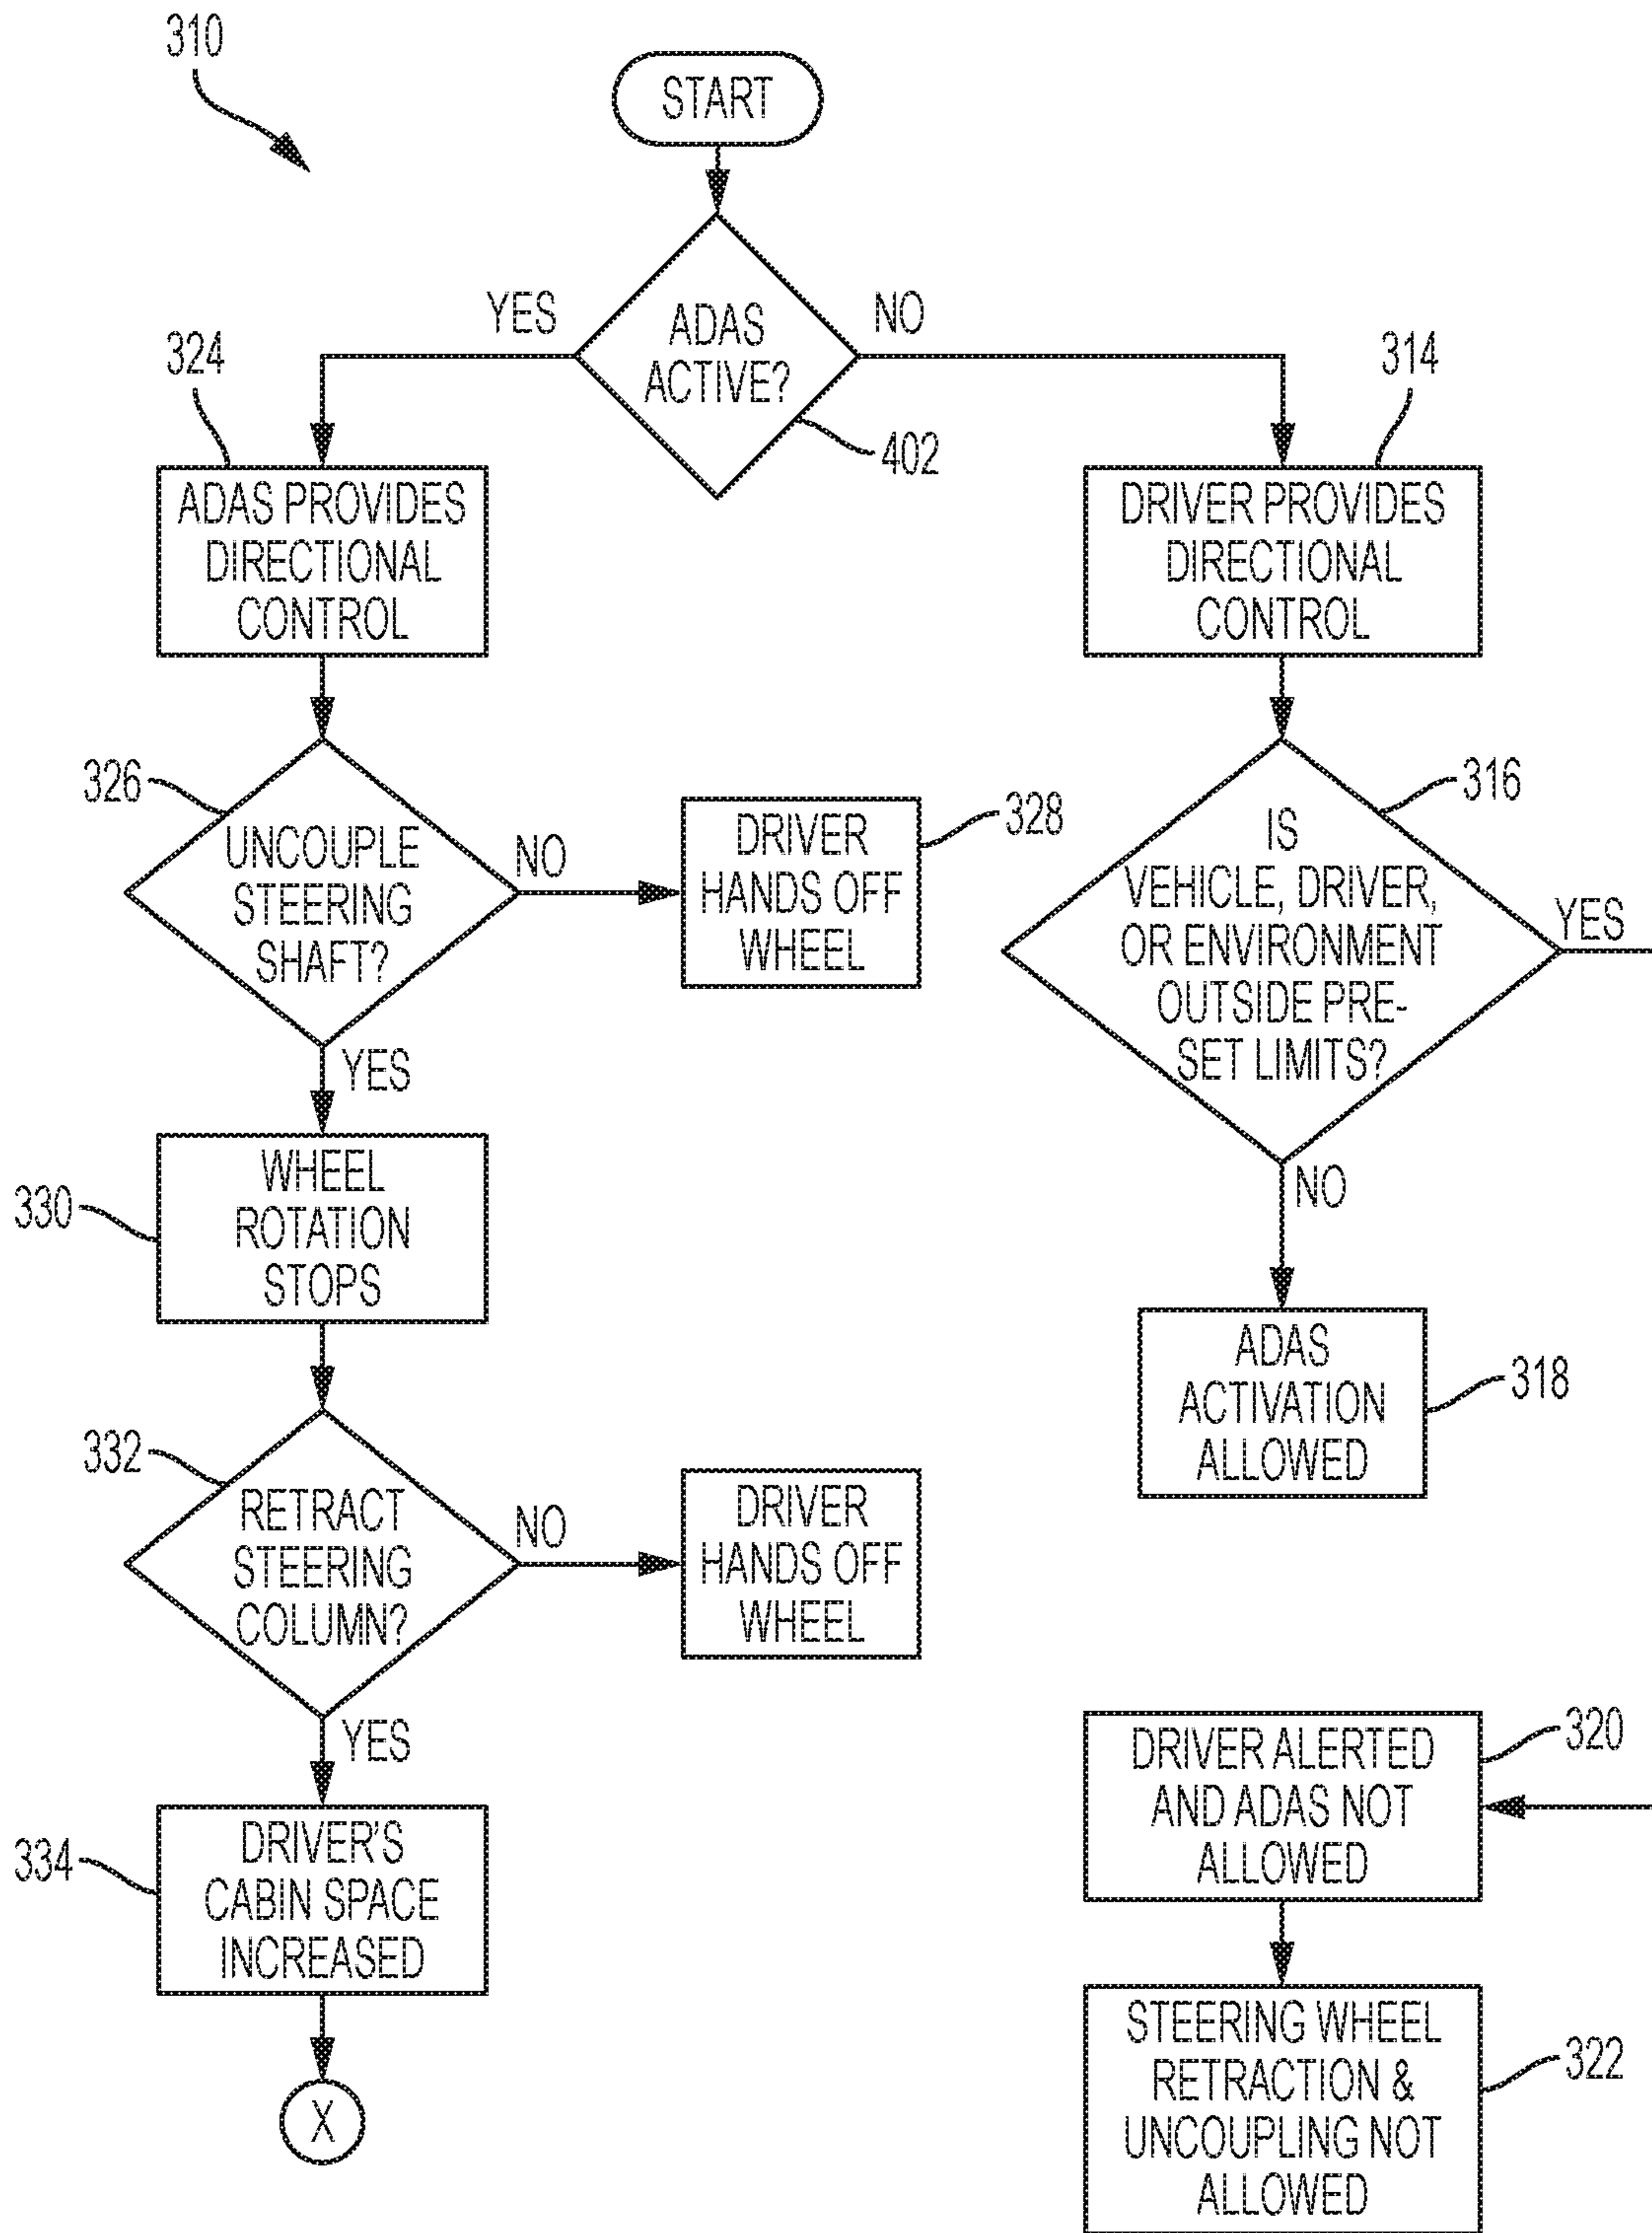 310
START
YES
NO
ADAS
ACTIVE?
402
324
314
ADAS PROVIDES
DIRECTIONAL
CONTROL
DRIVER PROVIDES
DIRECTIONAL
CONTROL
326
UNCOUPLE
STEERING
SHAFT?
NO
YES
DRIVER
HANDS OFF
WHEEL
328
316
IS
VEHICLE, DRIVER,
OR ENVIRONMENT
OUTSIDE PRE-
SET LIMITS?
YES
NO
330
WHEEL
ROTATION
STOPS
ADAS
ACTIVATION
ALLOWED
318
332
RETRACT
STEERING
COLUMN?
NO
YES
DRIVER
HANDS OFF
WHEEL
334
DRIVER'S
CABIN SPACE
INCREASED
X
DRIVER ALERTED
AND ADAS NOT
ALLOWED
320
STEERING WHEEL
RETRACTION &
UNCOUPLING NOT
ALLOWED
322